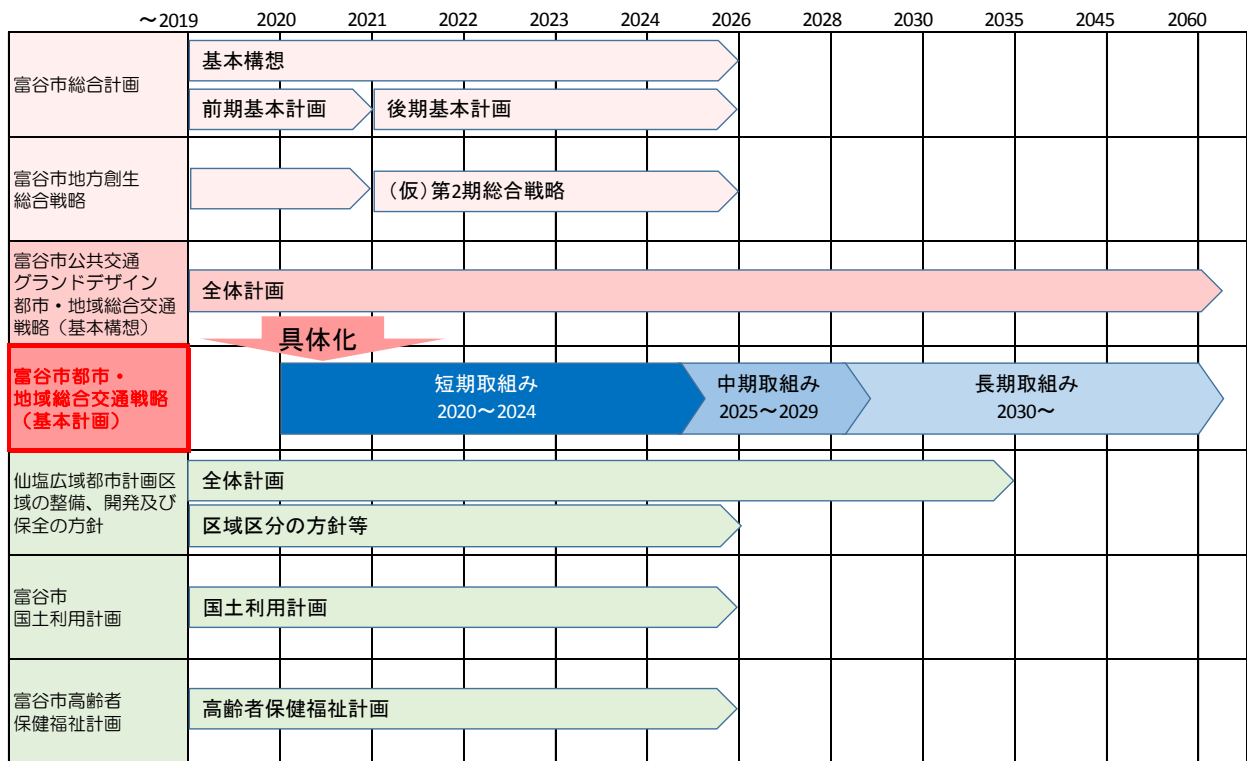 ～2019 2020 2021 2022 2023 2024 2026 2028 2030 2035 2045 2060
富谷市総合計画
基本構想
前期基本計画
後期基本計画
富谷市地方創生
総合戦略
（仮）第2期総合戦略
富谷市公共交通
グランドデザイン
都市・地域総合交通
戦略（基本構想）
全体計画
具体化
富谷市都市・
地域総合交通戦略
（基本計画）
短期取組み
2020～2024
中期取組み
2025～2029
長期取組み
2030～
仙塩広域都市計画区
域の整備、開発及び
保全の方針
全体計画
区域区分の方針等
富谷市
国土利用計画
国土利用計画
富谷市高齢者
保健福祉計画
高齢者保健福祉計画